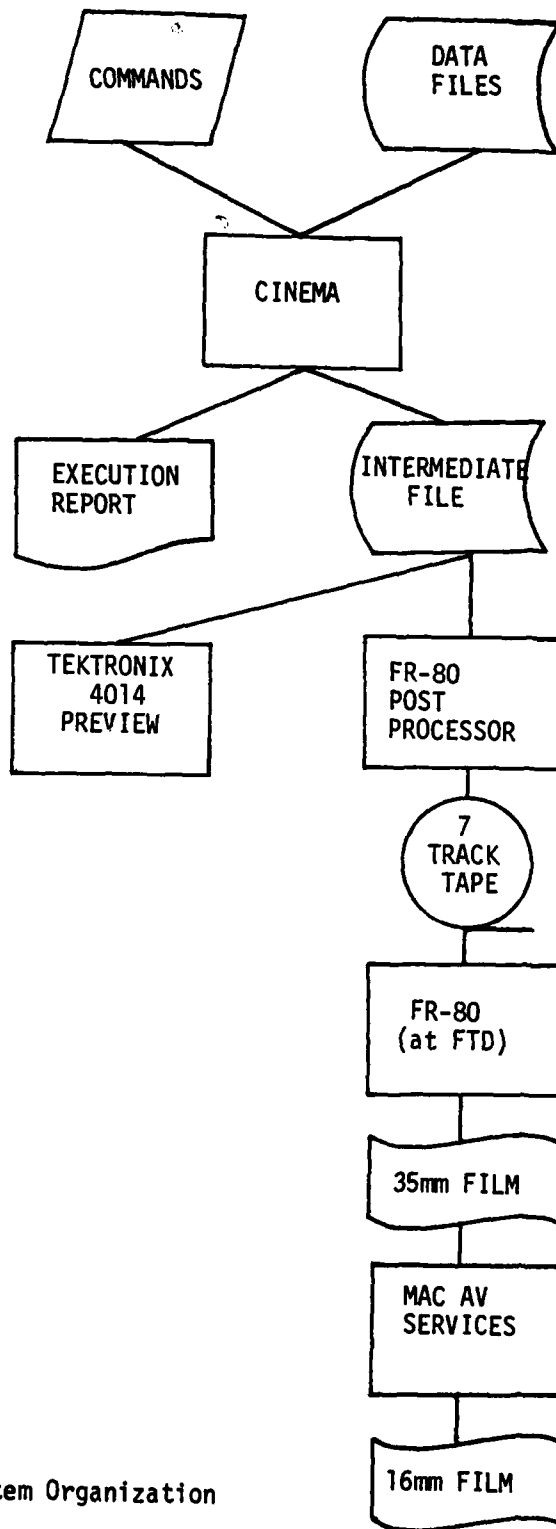 COMMANDS
DATA
FILES
CINEMA
EXECUTION
REPORT
INTERMEDIATE
FILE
TEKTRONIX
4014
PREVIEW
FR-80
POST
PROCESSOR
7
TRACK
TAPE
FR-80
(at FTD)
35mm FILM
MAC AV
SERVICES
16mm FILM
tem Organization